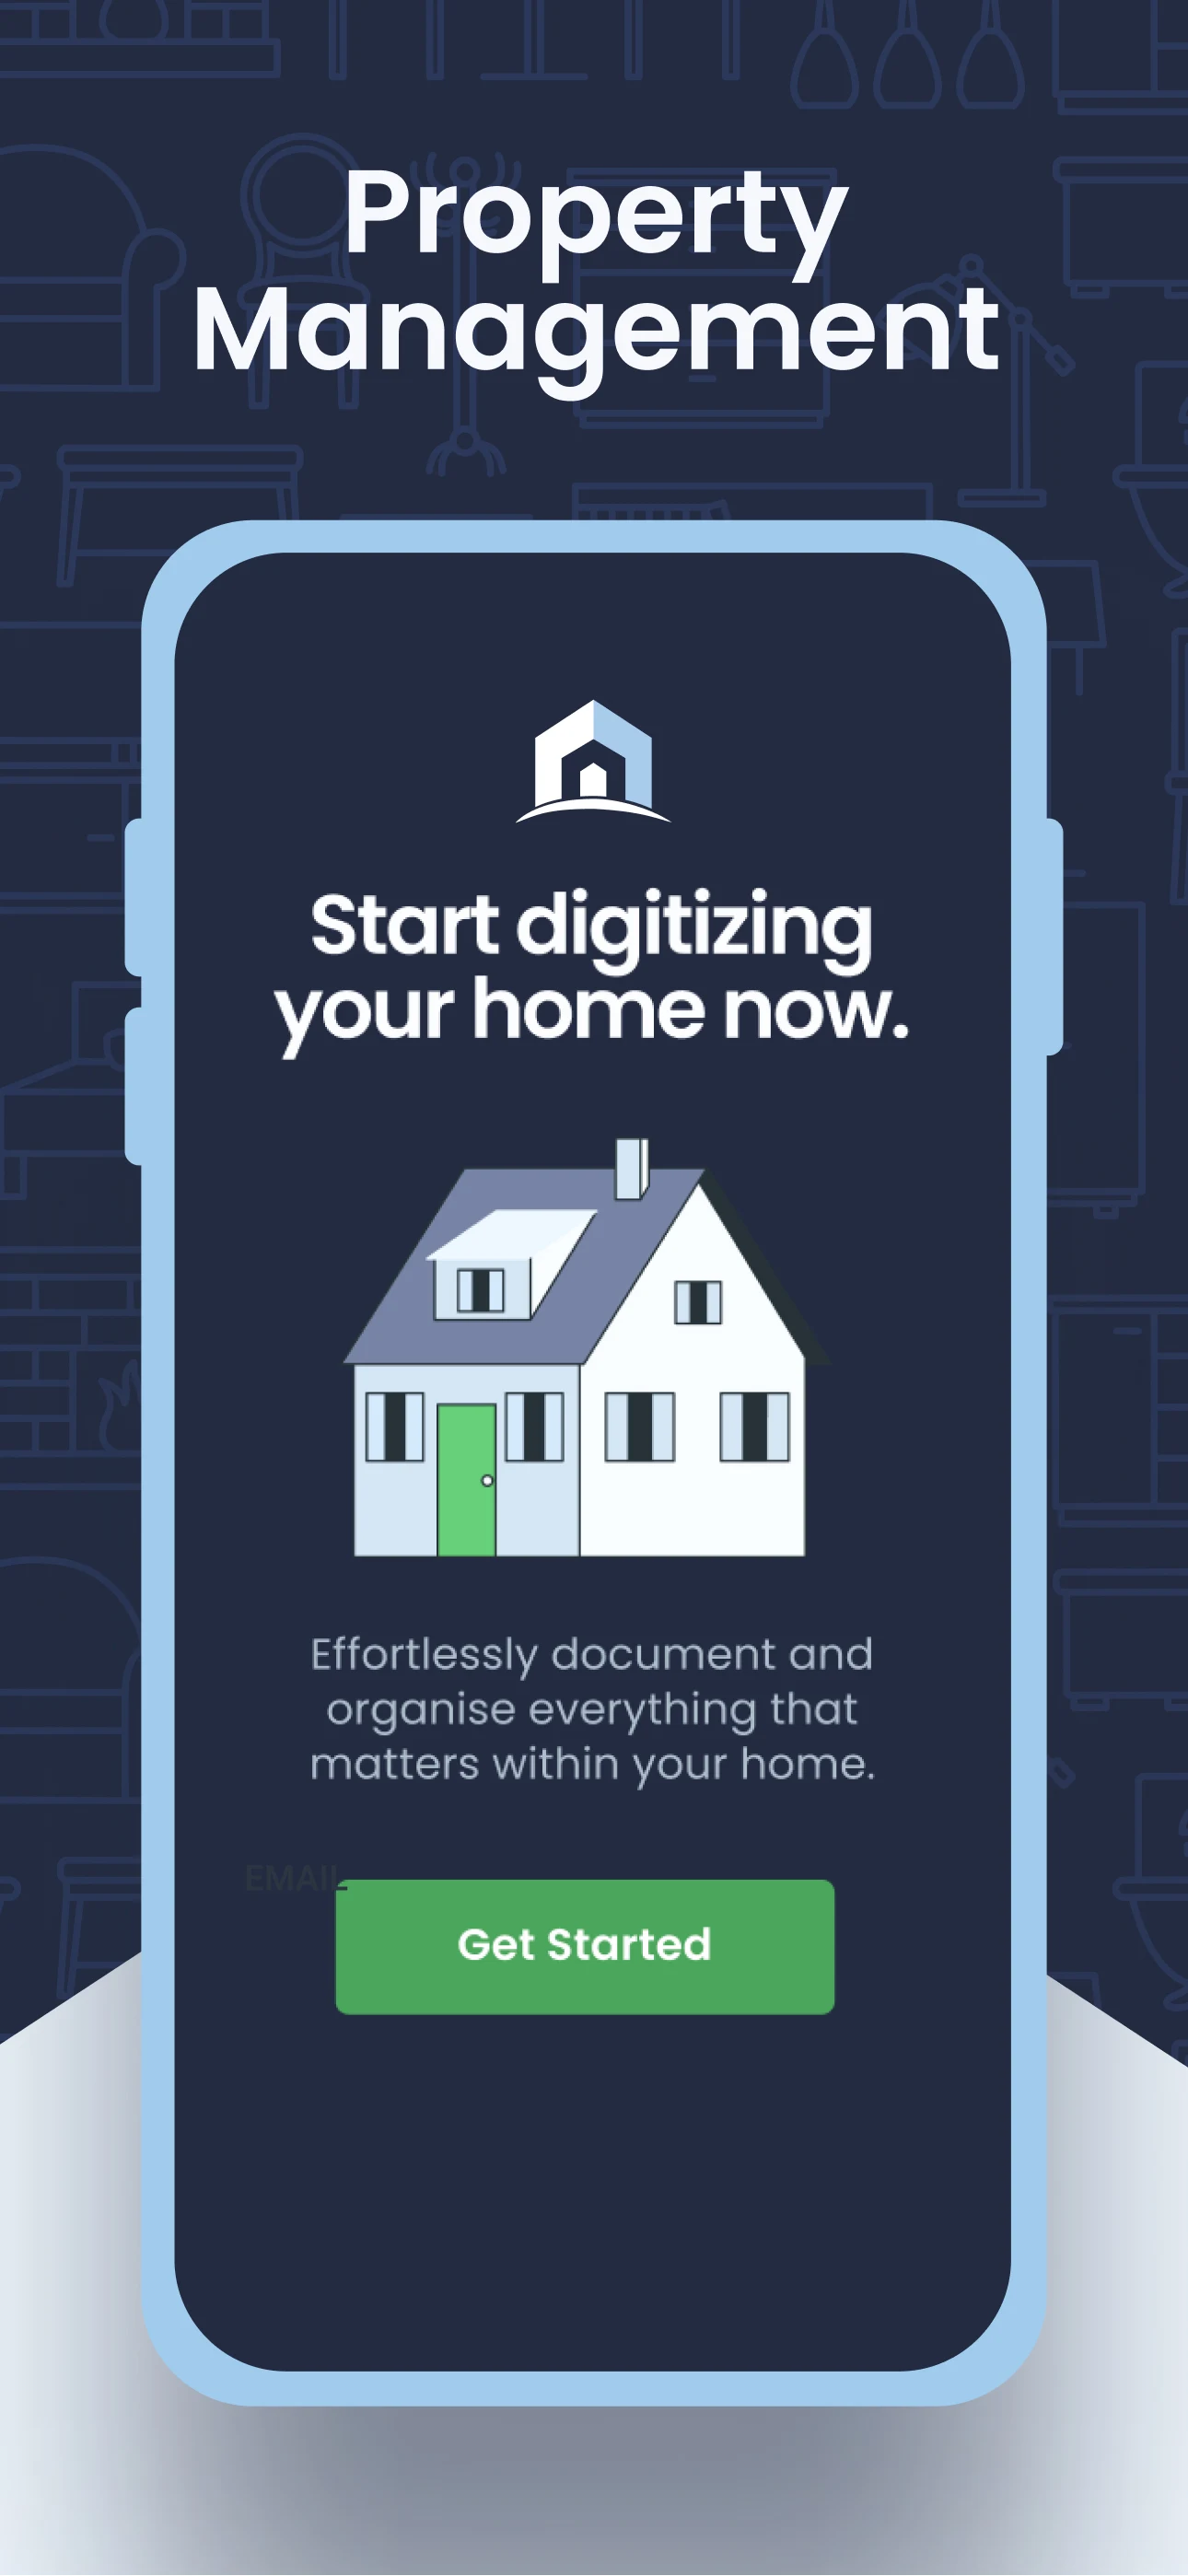 Property
Management
Start digitizing
your home now.
Effortlessly document and
organise everything that
matters within your home.
EMAIL
Get Started